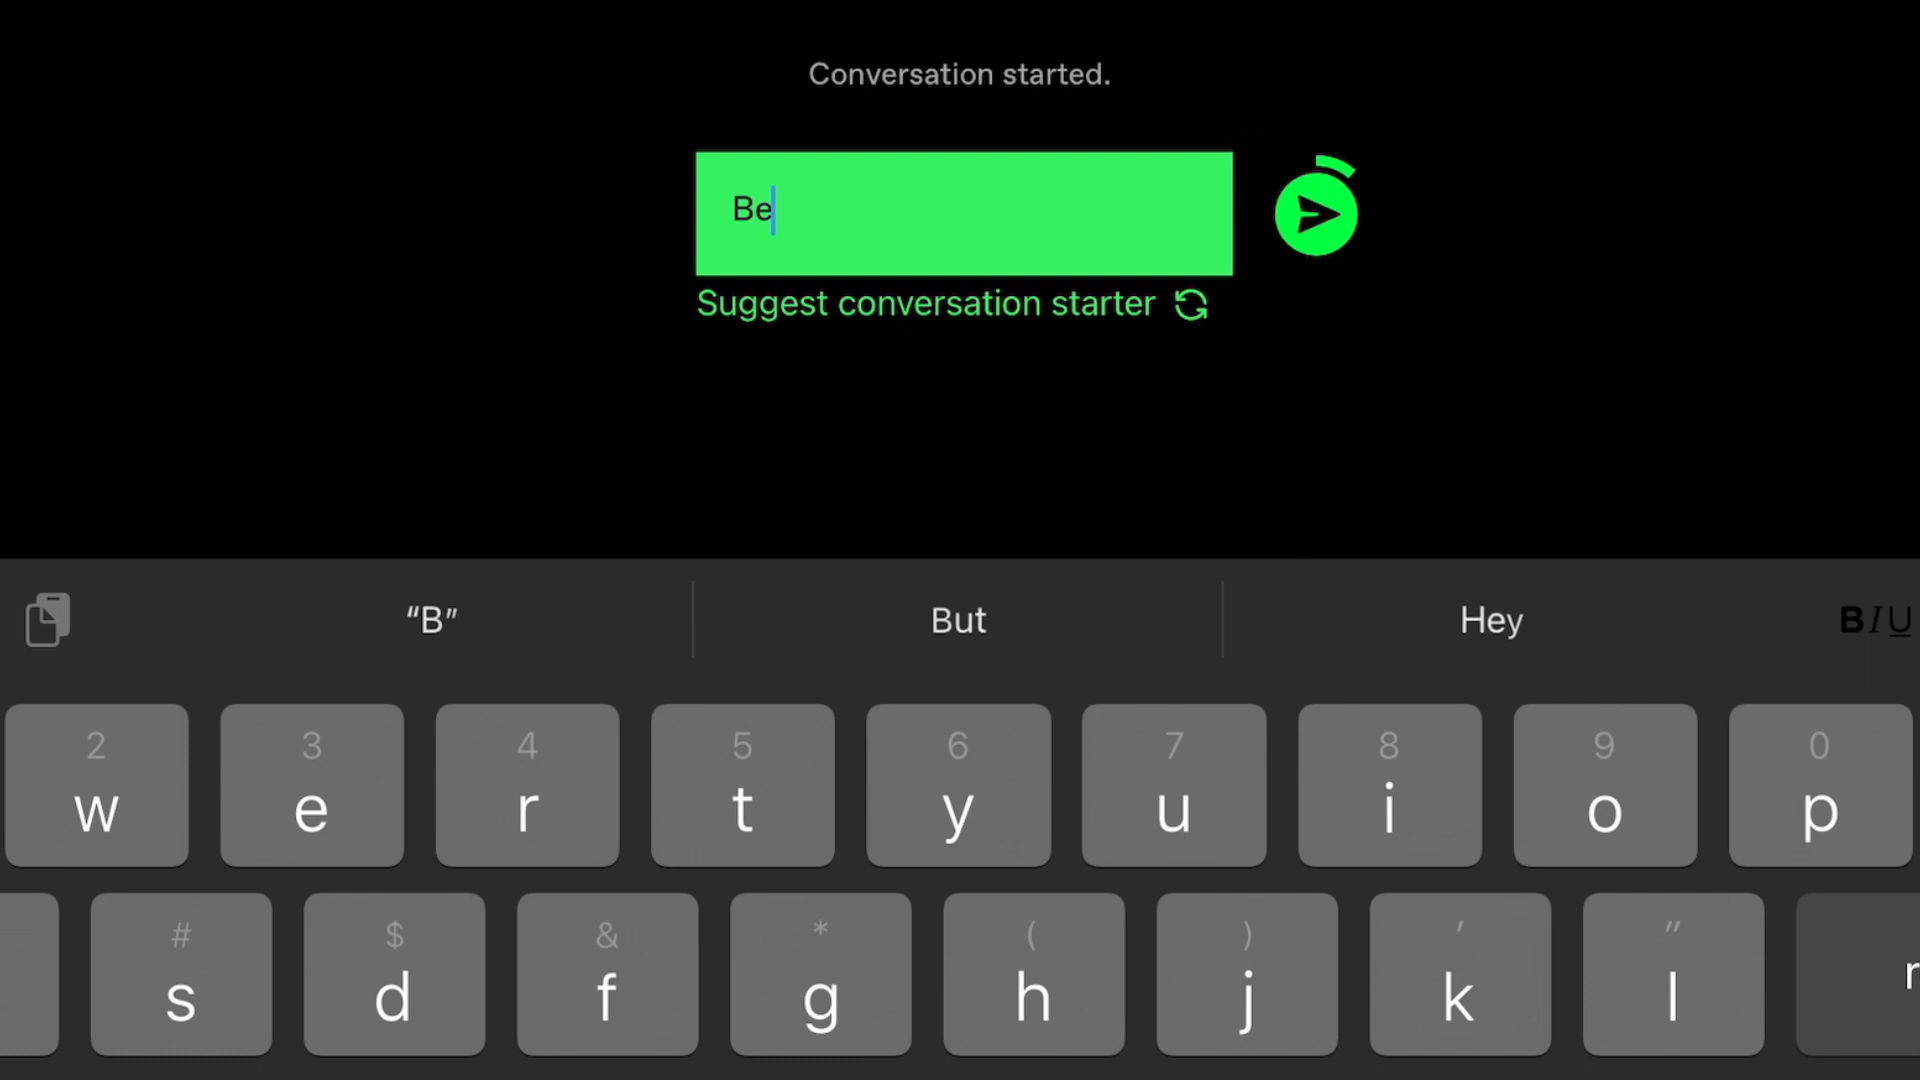 Conversation started.
Be
Suggest conversation starter
“B” But Hey BIU
2 3 4 5 6 7 8 9 0
w e r t y u i o p
# $ & * ( ) ' "
s d f g h j k l